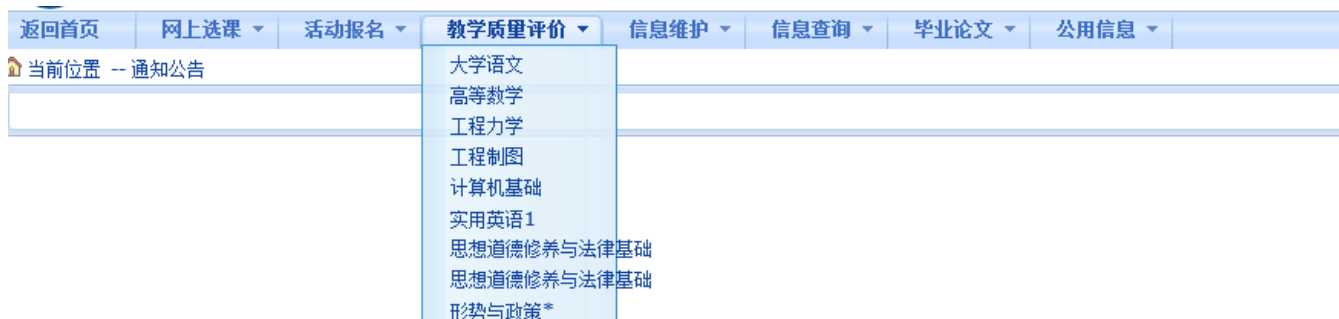 返回首页 网上选课 活动报名 教学质量评价 信息维护 信息查询 毕业论文 公用信息
当前位置 -- 通知公告
大学语文
高等数学
工程力学
工程制图
计算机基础
实用英语1
思想道德修养与法律基础
思想道德修养与法律基础
形势与政策*